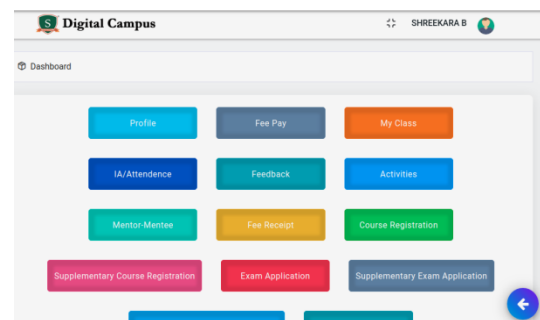 S Digital Campus SHREEKARA B
Dashboard
Profile Fee Pay My Class
IA/Attendence Feedback Activities
Mentor-Mentee Fee Receipt Course Registration
Supplementary Course Registration Exam Application Supplementary Exam Application